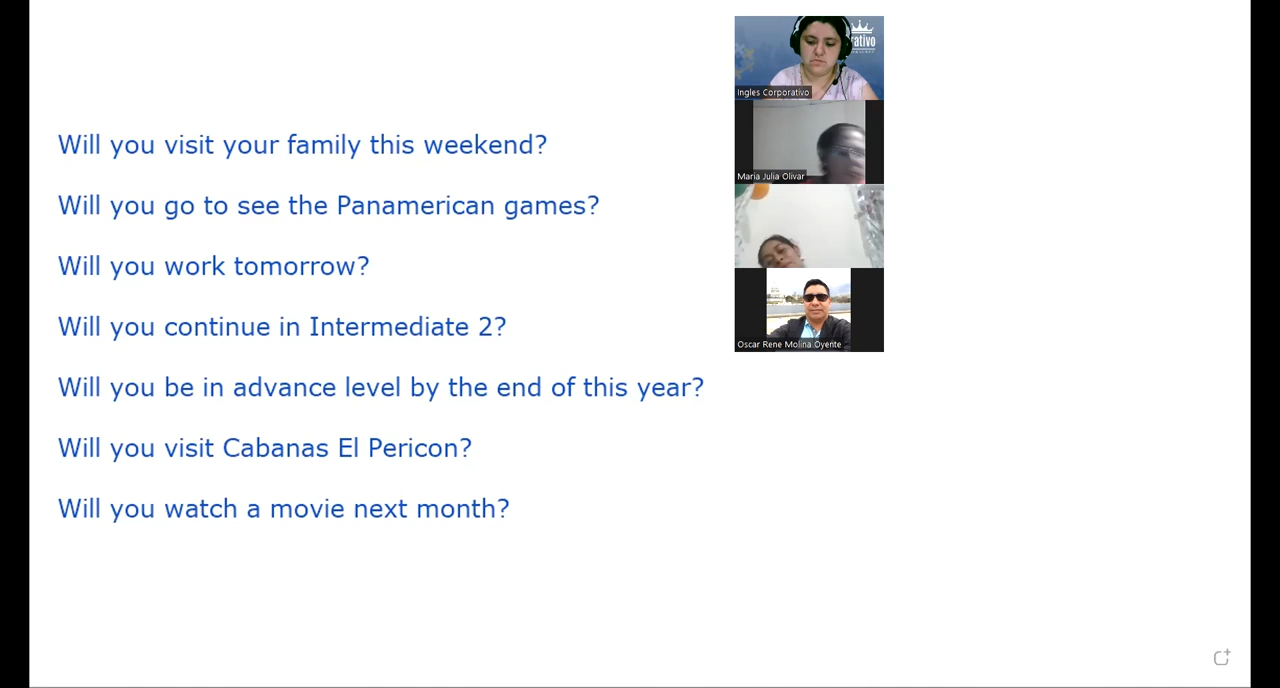 Will you visit your family this weekend?
Will you go to see the Panamerican games?
Will you work tomorrow?
Will you continue in Intermediate 2?
Will you be in advance level by the end of this year?
Will you visit Cabanas El Pericon?
Will you watch a movie next month?
rativo
Ingles Corporativo
Maria Julia Olivar
Oscar Rene Molina Oyente